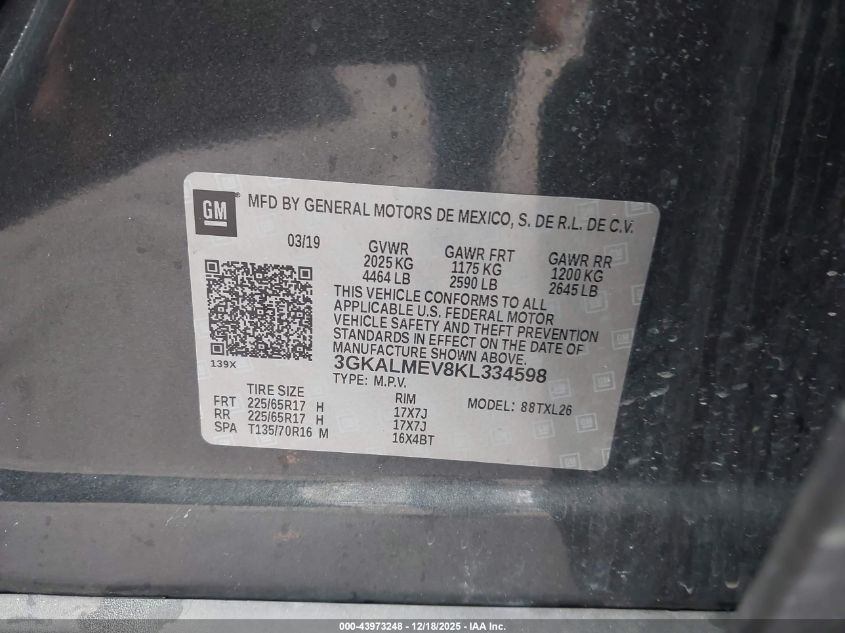 GM MFD BY GENERAL MOTORS DE MEXICO, S. DE R.L. DE C.V.
03/19 GVWR GAWR FRT GAWR RR
2025 KG 1175 KG 1200 KG
4464 LB 2590 LB 2645 LB
THIS VEHICLE CONFORMS TO ALL
APPLICABLE U.S. FEDERAL MOTOR
VEHICLE SAFETY AND THEFT PREVENTION
STANDARDS IN EFFECT ON THE DATE OF
MANUFACTURE SHOWN ABOVE.
139X
3GKALMEV8KL334598
TYPE: M.P.V.
TIRE SIZE RIM MODEL: 88TXL26
FRT 225/65R17 H 17X7J
RR 225/65R17 H 17X7J
SPA T135/70R16 M 16X4BT
000-43973248 - 12/18/2025 - IAA Inc.